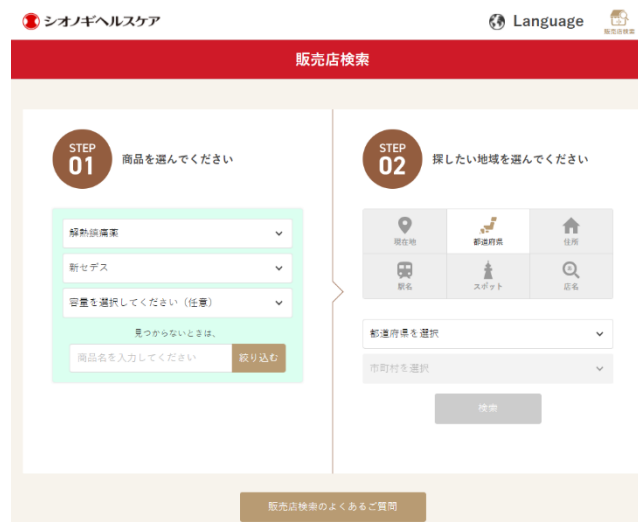 シオノギヘルスケア
Language
販売店検索
販売店検索
STEP
01
商品を選んでください
解熱鎮痛薬
新セデス
容量を選択してください（任意）
見つからないときは、
商品名を入力してください
絞り込む
STEP
02
探したい地域を選んでください
現在地
都道府県
住所
駅名
スポット
店名
都道府県を選択
市町村を選択
検索
販売店検索のよくあるご質問